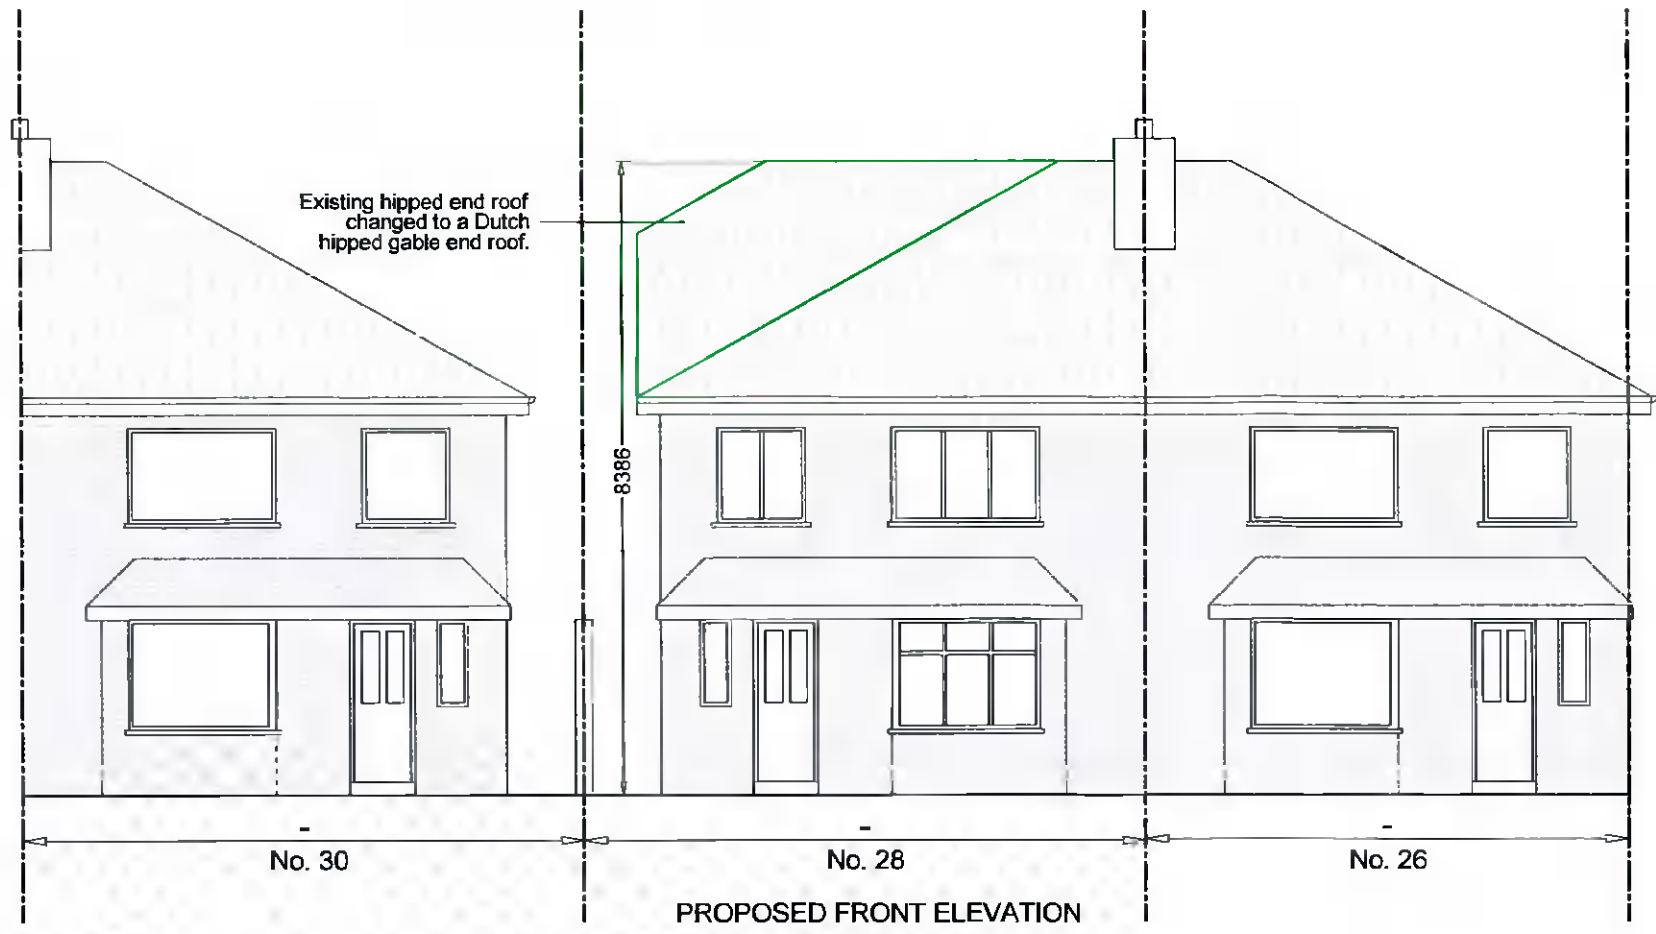 Existing hipped end roof
changed to a Dutch
hipped gable end roof.
8386
- - -
No. 30 No. 28 No. 26
PROPOSED FRONT ELEVATION